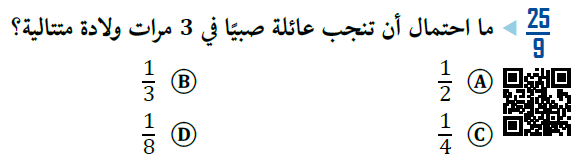 25/9 ما احتمال أن تنجب عائلة صبيًا في 3 مرات ولادة متتالية؟
A 1/2 B 1/3
C 1/4 D 1/8